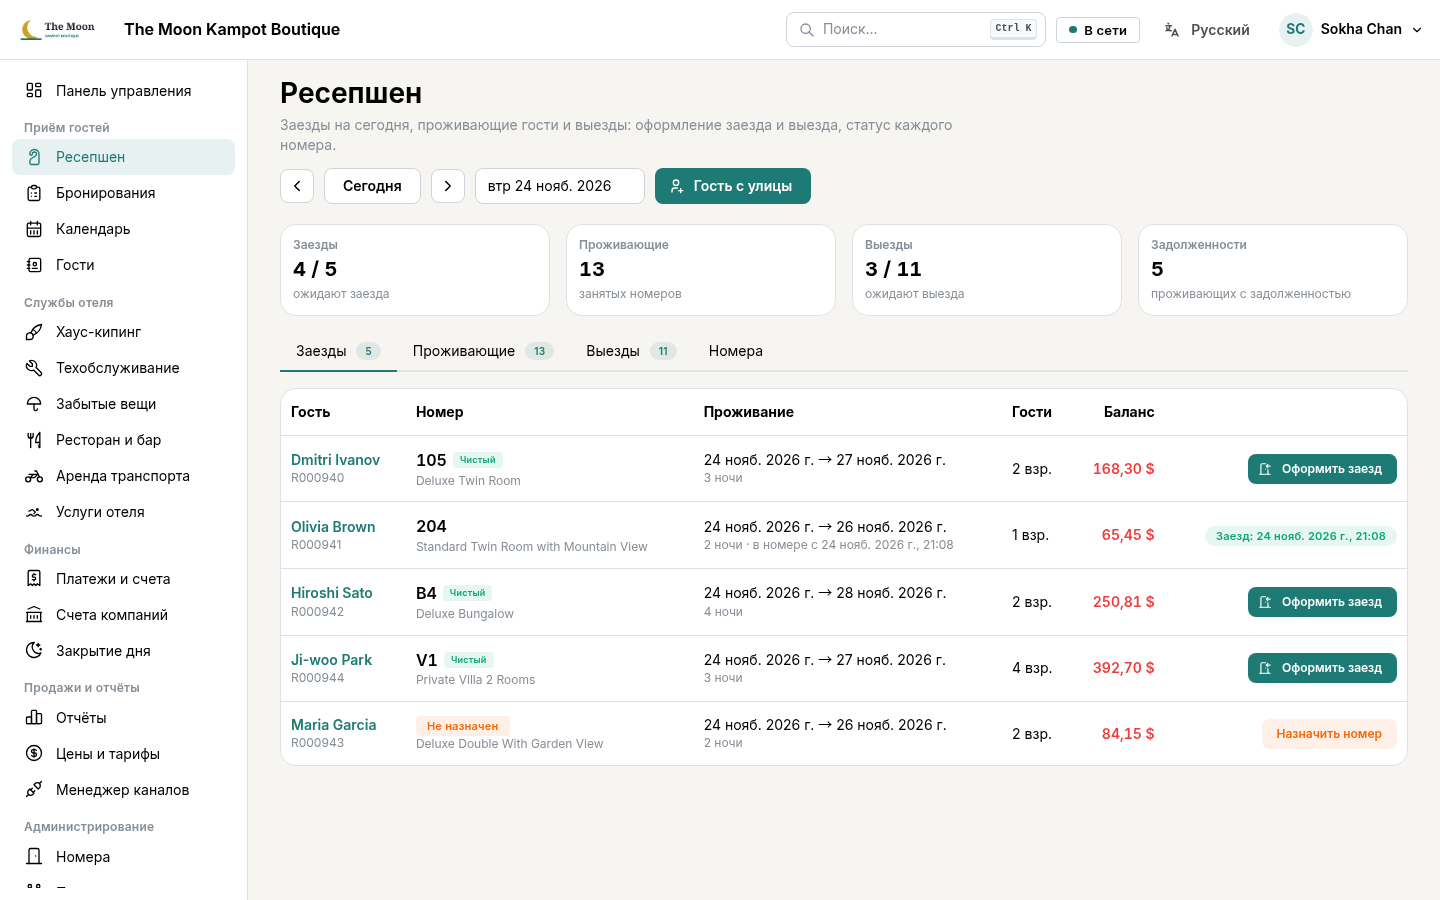 The Moon
KAMPOT BOUTIQUE
The Moon Kampot Boutique
Поиск...
Ctrl K
В сети
Русский
SC
Sokha Chan
Панель управления
Приём гостей
Ресепшен
Бронирования
Календарь
Гости
Службы отеля
Хаус-кипинг
Техобслуживание
Забытые вещи
Ресторан и бар
Аренда транспорта
Услуги отеля
Финансы
Платежи и счета
Счета компаний
Закрытие дня
Продажи и отчёты
Отчёты
Цены и тарифы
Менеджер каналов
Администрирование
Номера
Ресепшен
Заезды на сегодня, проживающие гости и выезды: оформление заезда и выезда, статус каждого
номера.
Сегодня
втр 24 нояб. 2026
Гость с улицы
Заезды
4 / 5
ожидают заезда
Проживающие
13
занятых номеров
Выезды
3 / 11
ожидают выезда
Задолженности
5
проживающих с задолженностью
Заезды 5
Проживающие 13
Выезды 11
Номера
Гость Номер Проживание Гости Баланс
Dmitri Ivanov 105 Чистый 24 нояб. 2026 г. → 27 нояб. 2026 г. 2 взр. 168,30 $ Оформить заезд
R000940 Deluxe Twin Room 3 ночи
Olivia Brown 204 24 нояб. 2026 г. → 26 нояб. 2026 г. 1 взр. 65,45 $ Заезд: 24 нояб. 2026 г., 21:08
R000941 Standard Twin Room with Mountain View 2 ночи · в номере с 24 нояб. 2026 г., 21:08
Hiroshi Sato B4 Чистый 24 нояб. 2026 г. → 28 нояб. 2026 г. 2 взр. 250,81 $ Оформить заезд
R000942 Deluxe Bungalow 4 ночи
Ji-woo Park V1 Чистый 24 нояб. 2026 г. → 27 нояб. 2026 г. 4 взр. 392,70 $ Оформить заезд
R000944 Private Villa 2 Rooms 3 ночи
Maria Garcia Не назначен 24 нояб. 2026 г. → 26 нояб. 2026 г. 2 взр. 84,15 $ Назначить номер
R000943 Deluxe Double With Garden View 2 ночи